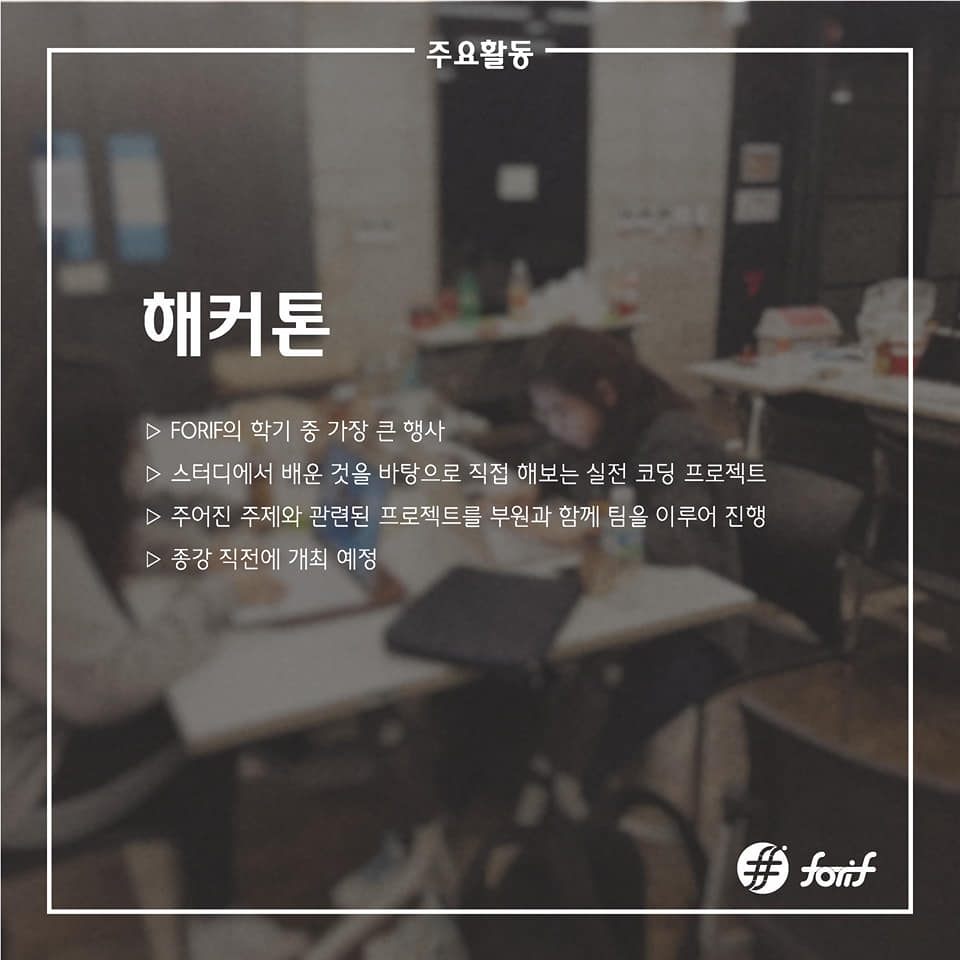 주요활동
해커톤
▷ FORIF의 학기 중 가장 큰 행사
▷ 스터디에서 배운 것을 바탕으로 직접 해보는 실전 코딩 프로젝트
▷ 주어진 주제와 관련된 프로젝트를 부원과 함께 팀을 이루어 진행
▷ 종강 직전에 개최 예정
forif